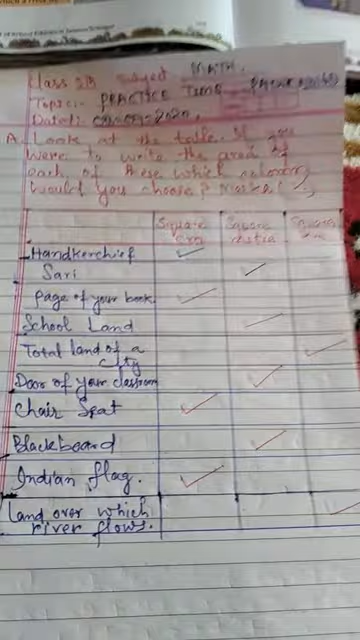 Class Subject MATH.
Topic:- PRACTICE TIME
Date:- 2020.
A. Look at the table. If you
were to write the area of
each of these which column
would you choose? Make a (✓)
Square cm Square metre Square km
Handkerchief ✓
Sari ✓
Page of your book ✓
School Land ✓
Total land of a city ✓
Door of your classroom ✓
Chair Seat ✓
Blackboard ✓
Indian flag. ✓
Land over which
river flows. ✓